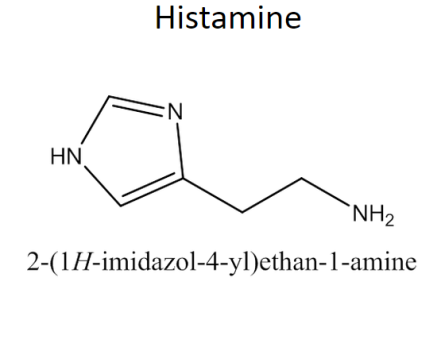 Histamine
N
HN
NH₂
2-(1H-imidazol-4-yl)ethan-1-amine